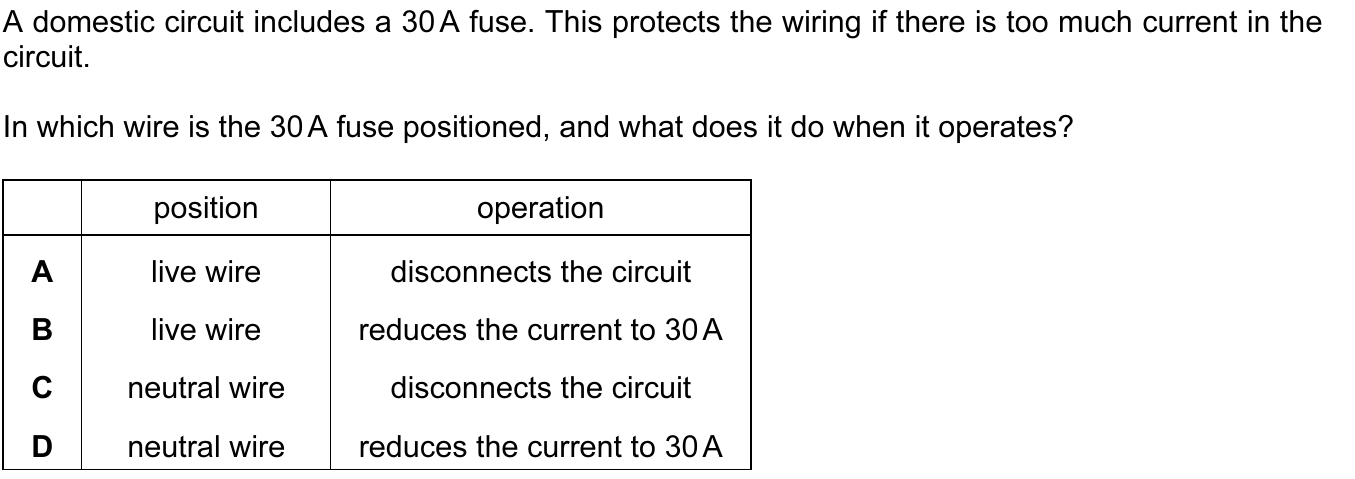 A domestic circuit includes a 30 A fuse. This protects the wiring if there is too much current in the
circuit.
In which wire is the 30 A fuse positioned, and what does it do when it operates?
position operation
A live wire disconnects the circuit
B live wire reduces the current to 30 A
C neutral wire disconnects the circuit
D neutral wire reduces the current to 30 A